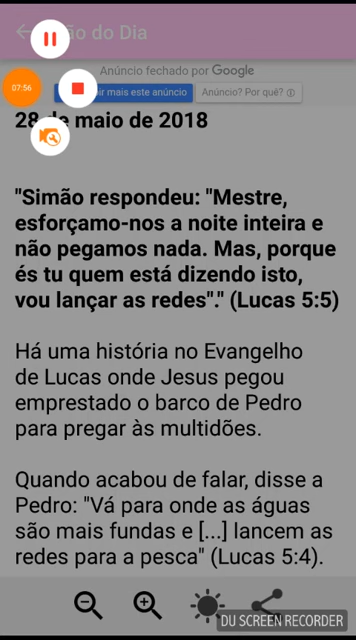 ão do Dia
Anúncio fechado por Google
ir mais este anúncio
Anúncio? Por quê?
07:56
28 de maio de 2018
"Simão respondeu: "Mestre,
esforçamo-nos a noite inteira e
não pegamos nada. Mas, porque
és tu quem está dizendo isto,
vou lançar as redes"." (Lucas 5:5)
Há uma história no Evangelho
de Lucas onde Jesus pegou
emprestado o barco de Pedro
para pregar às multidões.
Quando acabou de falar, disse a
Pedro: "Vá para onde as águas
são mais fundas e [...] lancem as
redes para a pesca" (Lucas 5:4).
DU SCREEN RECORDER